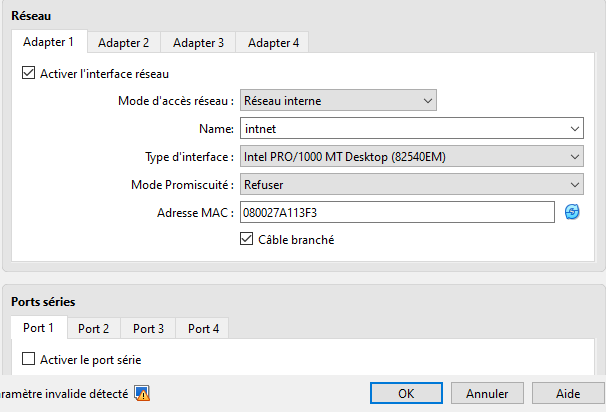 Réseau
Adapter 1 Adapter 2 Adapter 3 Adapter 4
Activer l'interface réseau
Mode d'accès réseau : Réseau interne
Name: intnet
Type d'interface : Intel PRO/1000 MT Desktop (82540EM)
Mode Promiscuité : Refuser
Adresse MAC : 080027A113F3
Câble branché
Ports séries
Port 1 Port 2 Port 3 Port 4
Activer le port série
aramètre invalide détecté OK Annuler Aide